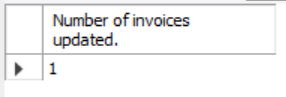 Number of invoices
updated.
1